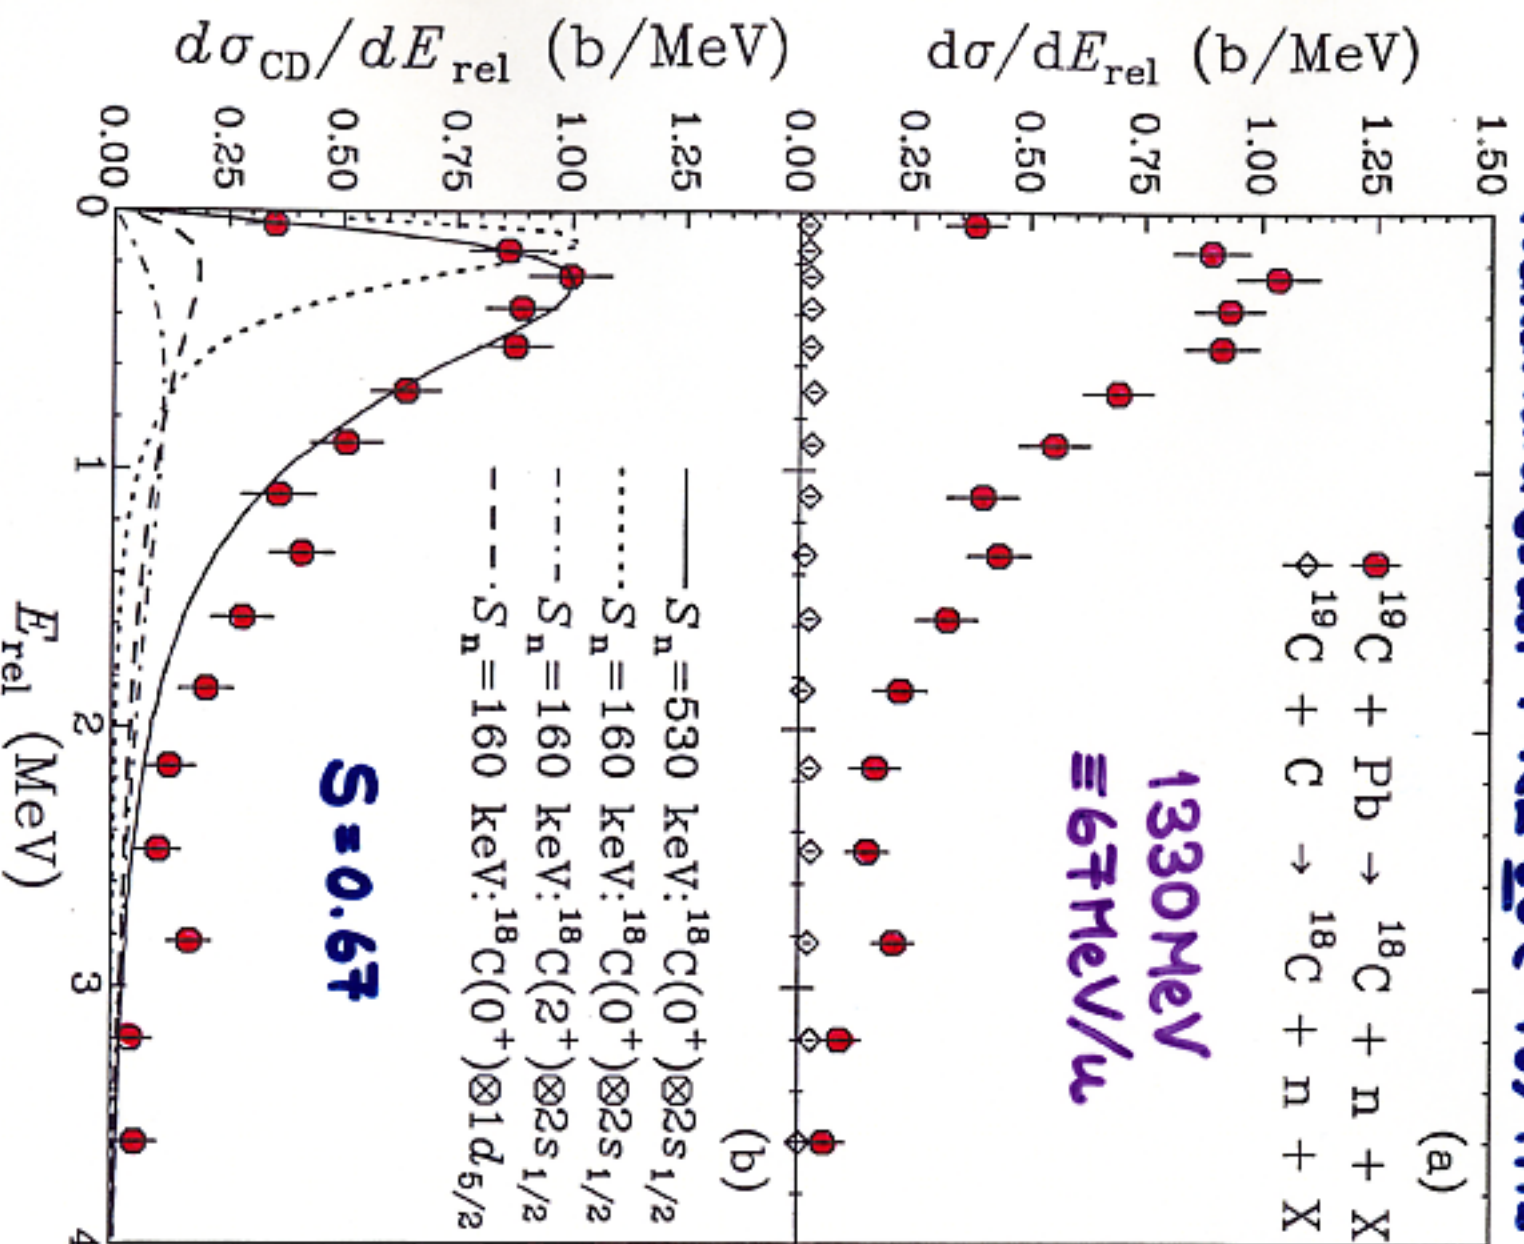 (a)
¹⁹C + Pb → ¹⁸C + n + X
¹⁹C + C → ¹⁸C + n + X
1330 MeV
≡67MeV/u
dσ/dE_rel (b/MeV)
1.50
1.25
1.00
0.75
0.50
0.25
0.00
(b)
S_n=530 keV:¹⁸C(0⁺)⊗2s_1/2
S_n=160 keV:¹⁸C(0⁺)⊗2s_1/2
S_n=160 keV:¹⁸C(2⁺)⊗2s_1/2
S_n=160 keV:¹⁸C(0⁺)⊗1d_5/2
S=0.67
dσ_CD/dE_rel (b/MeV)
1.25
1.00
0.75
0.50
0.25
0.00
0 1 2 3 4
E_rel (MeV)